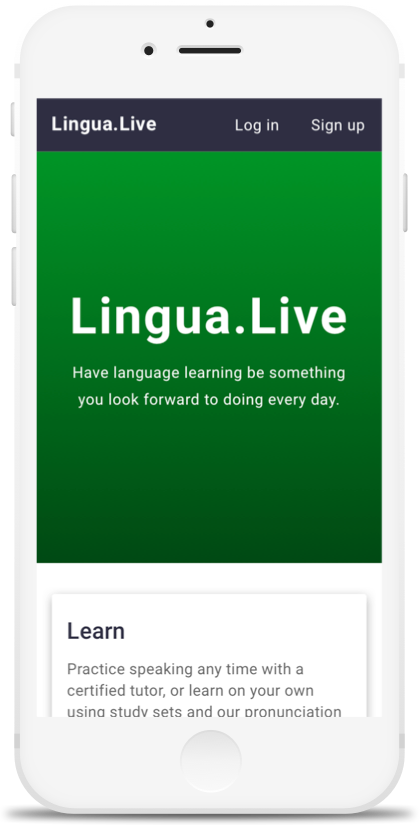 Lingua.Live Log in Sign up
Lingua.Live
Have language learning be something
you look forward to doing every day.
Learn
Practice speaking any time with a
certified tutor, or learn on your own
using study sets and our pronunciation